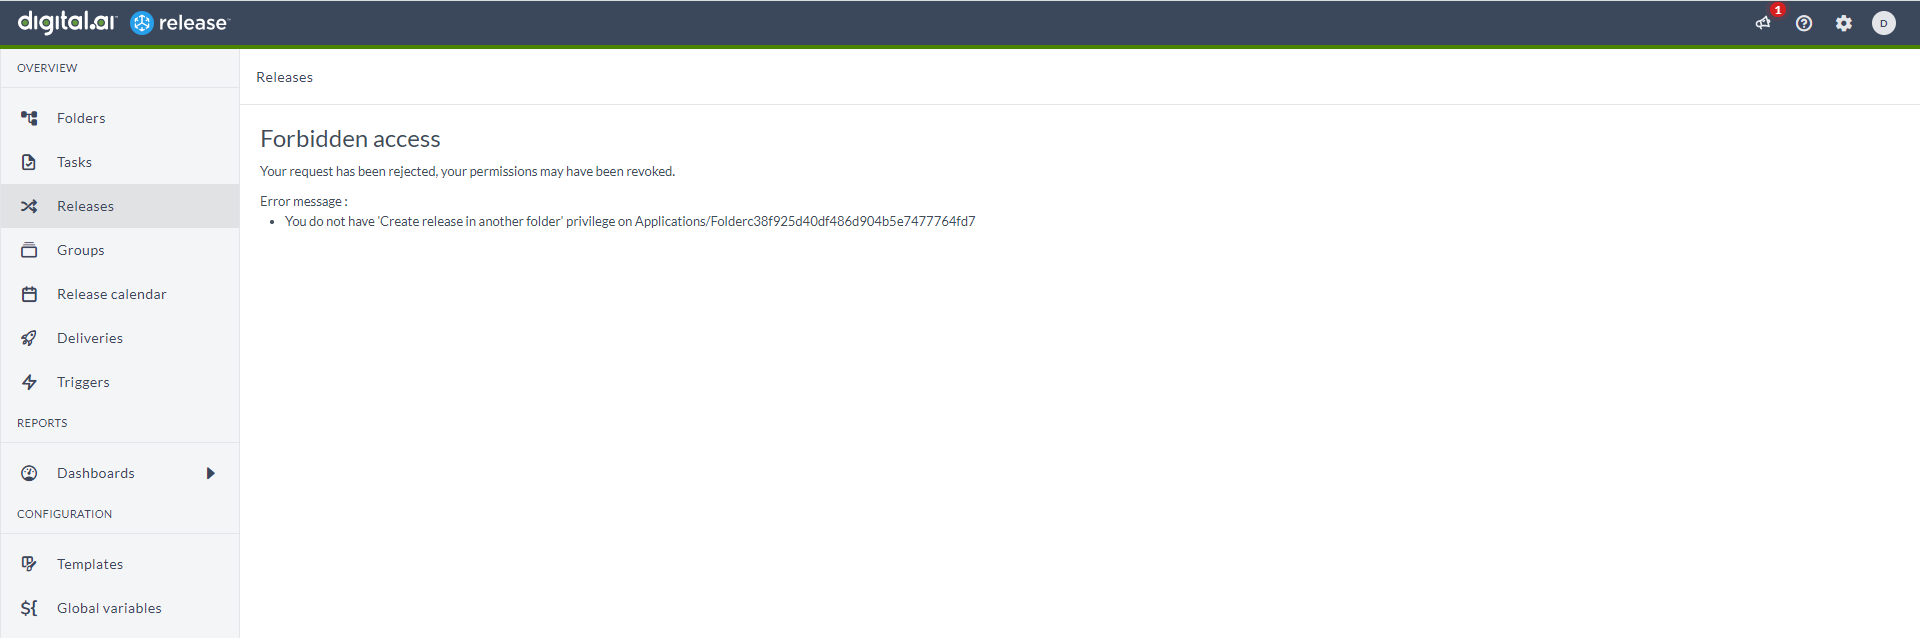 digital.ai release
1
D
OVERVIEW
Folders
Tasks
Releases
Groups
Release calendar
Deliveries
Triggers
REPORTS
Dashboards
CONFIGURATION
Templates
Global variables
Releases
Forbidden access
Your request has been rejected, your permissions may have been revoked.
Error message :
• You do not have 'Create release in another folder' privilege on Applications/Folderc38f925d40df486d904b5e7477764fd7